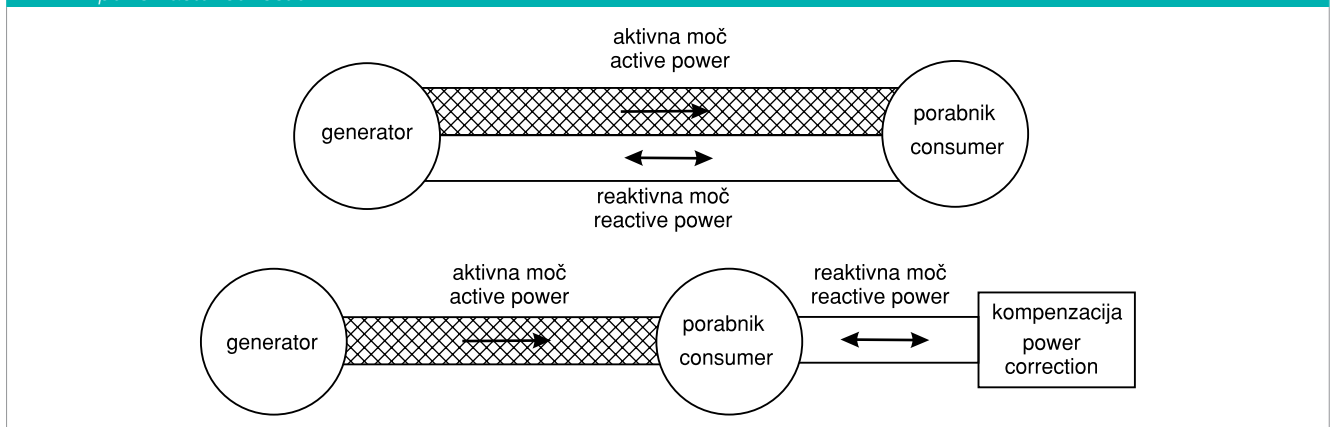 aktivna moč
active power
generator
porabnik
consumer
reaktivna moč
reactive power
aktivna moč
active power
reaktivna moč
reactive power
generator
porabnik
consumer
kompenzacija
power
correction